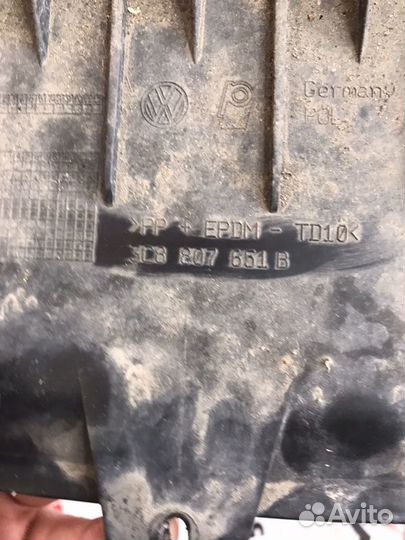 Germany
POL
>PP + EPDM - TD10<
3C8 807 651 B
Avito